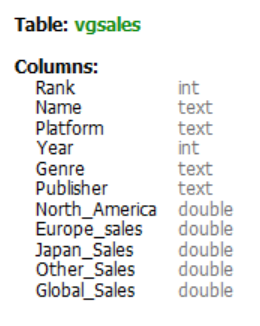 Table: vgsales
Columns:
Rank int
Name text
Platform text
Year int
Genre text
Publisher text
North_America double
Europe_sales double
Japan_Sales double
Other_Sales double
Global_Sales double